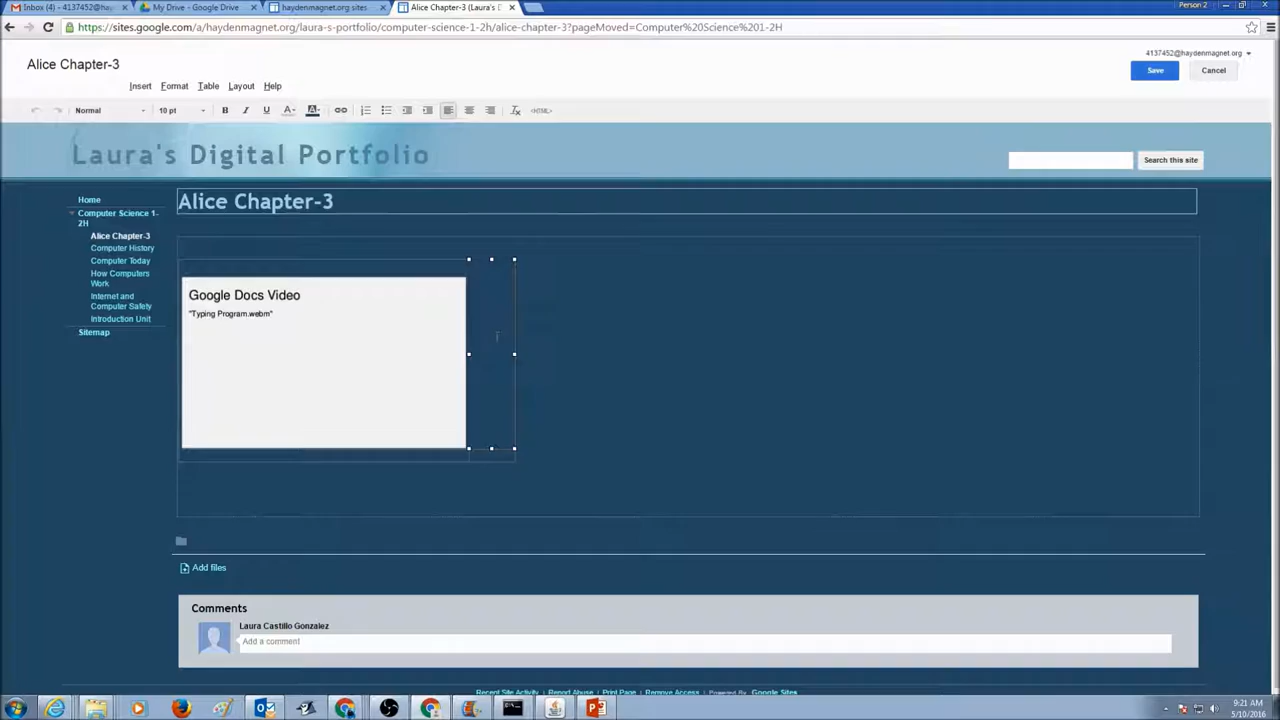 Inbox (4) - 4137452@ha
My Drive - Google Drive
haydenmagnet.org sites
Alice Chapter-3 (Laura's D
Person 2
https://sites.google.com/a/haydenmagnet.org/laura-s-portfolio/computer-science-1-2h/alice-chapter-3?pageMoved=Computer%20Science%201-2H
Alice Chapter-3
4137452@haydenmagnet.org
Save
Cancel
Insert
Format
Table
Layout
Help
Normal
10 pt
B
I
U
A
A
<HTML>
Laura's Digital Portfolio
Search this site
Home
Computer Science 1-
2H
Alice Chapter-3
Computer History
Computer Today
How Computers
Work
Internet and
Computer Safety
Introduction Unit
Sitemap
Alice Chapter-3
Google Docs Video
"Typing Program.webm"
Add files
Comments
Laura Castillo Gonzalez
Add a comment
Recent Site Activity | Report Abuse | Print Page | Remove Access | Powered By Google Sites
9:21 AM
5/10/2016